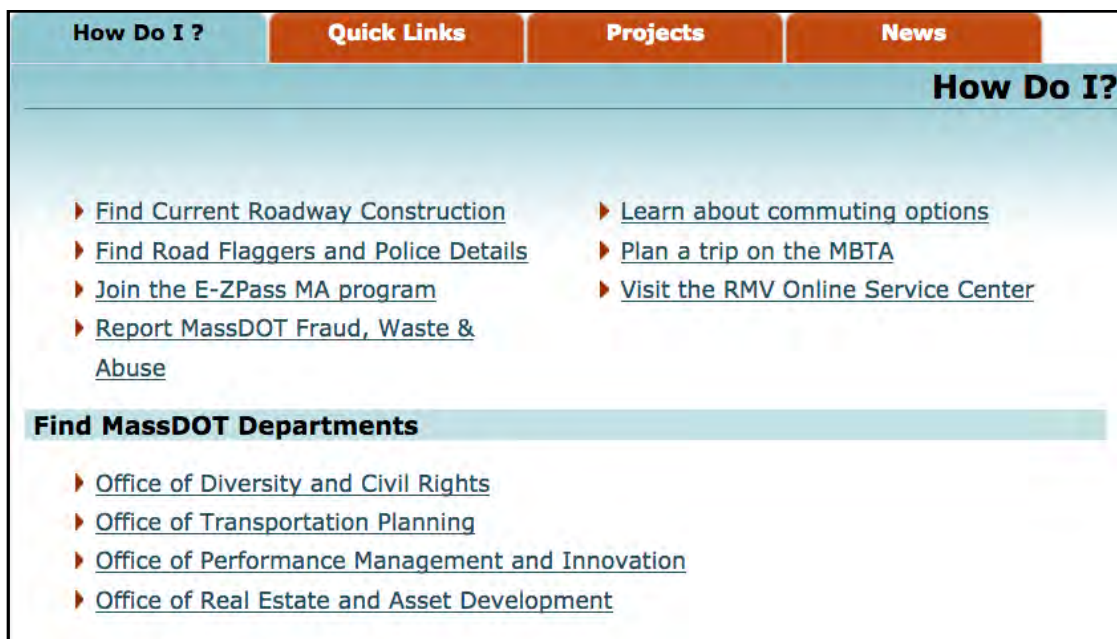 How Do I ?
Quick Links
Projects
News
How Do I?
Find Current Roadway Construction
Find Road Flaggers and Police Details
Join the E-ZPass MA program
Report MassDOT Fraud, Waste &
Abuse
Learn about commuting options
Plan a trip on the MBTA
Visit the RMV Online Service Center
Find MassDOT Departments
Office of Diversity and Civil Rights
Office of Transportation Planning
Office of Performance Management and Innovation
Office of Real Estate and Asset Development